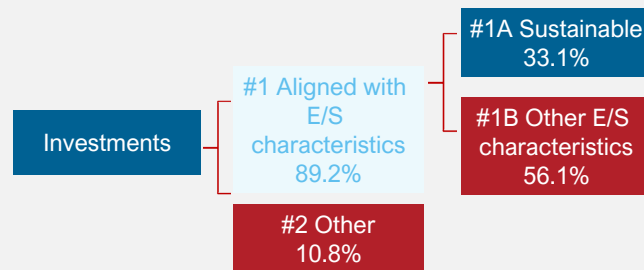 Investments
#1 Aligned with
E/S
characteristics
89.2%
#2 Other
10.8%
#1A Sustainable
33.1%
#1B Other E/S
characteristics
56.1%